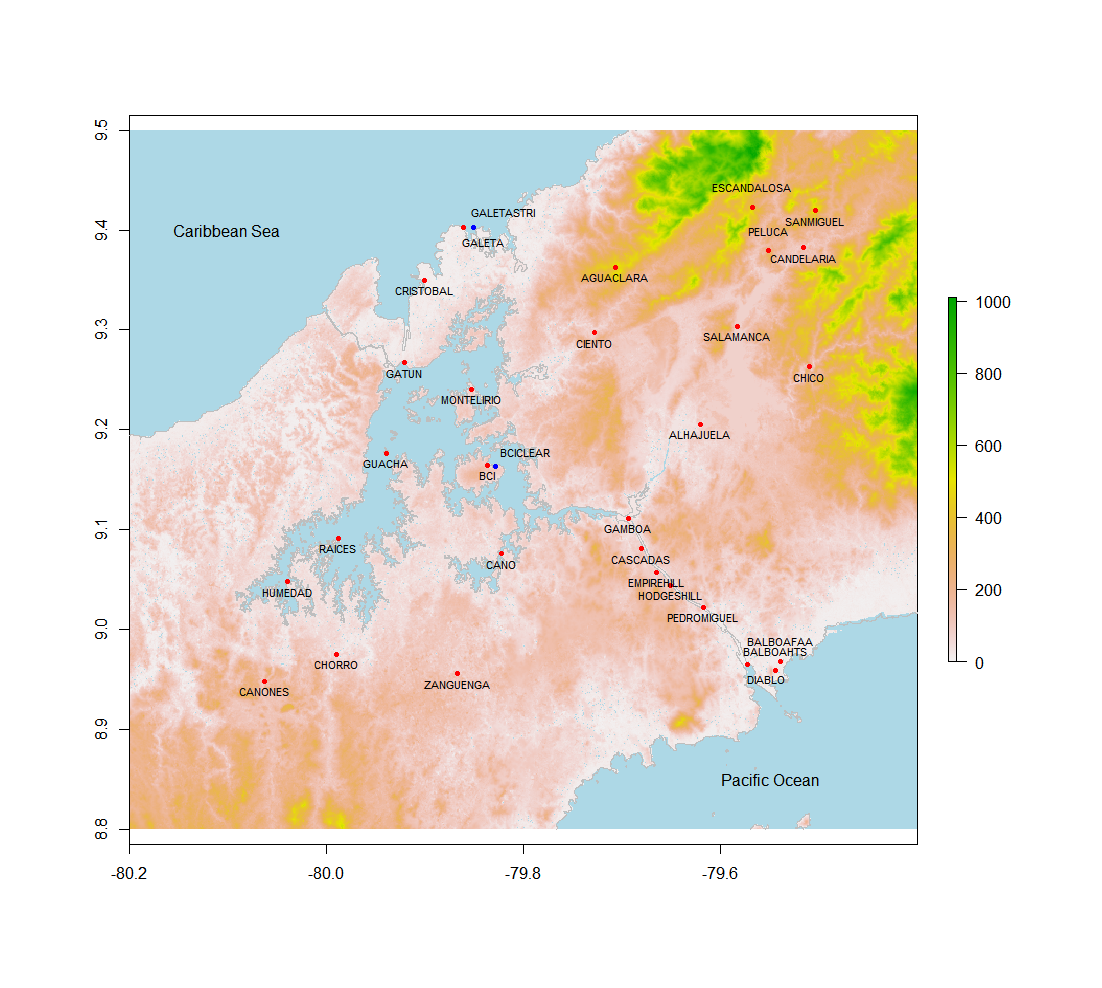 9.5
9.4
9.3
9.2
9.1
9.0
8.9
8.8
-80.2
-80.0
-79.8
-79.6
Caribbean Sea
Pacific Ocean
ESCANDALOSA
GALETASTRI
SANMIGUEL
PELUCA
GALETA
CANDELARIA
AGUACLARA
CRISTOBAL
SALAMANCA
CIENTO
GATUN
CHICO
MONTELIRIO
ALHAJUELA
BCICLEAR
GUACHA
BCI
GAMBOA
RAICES
CASCADAS
CANO
EMPIREHILL
HUMEDAD
HODGESHILL
PEDROMIGUEL
BALBOAFAA
BALBOAHTS
CHORRO
DIABLO
ZANGUENGA
CANONES
1000
800
600
400
200
0